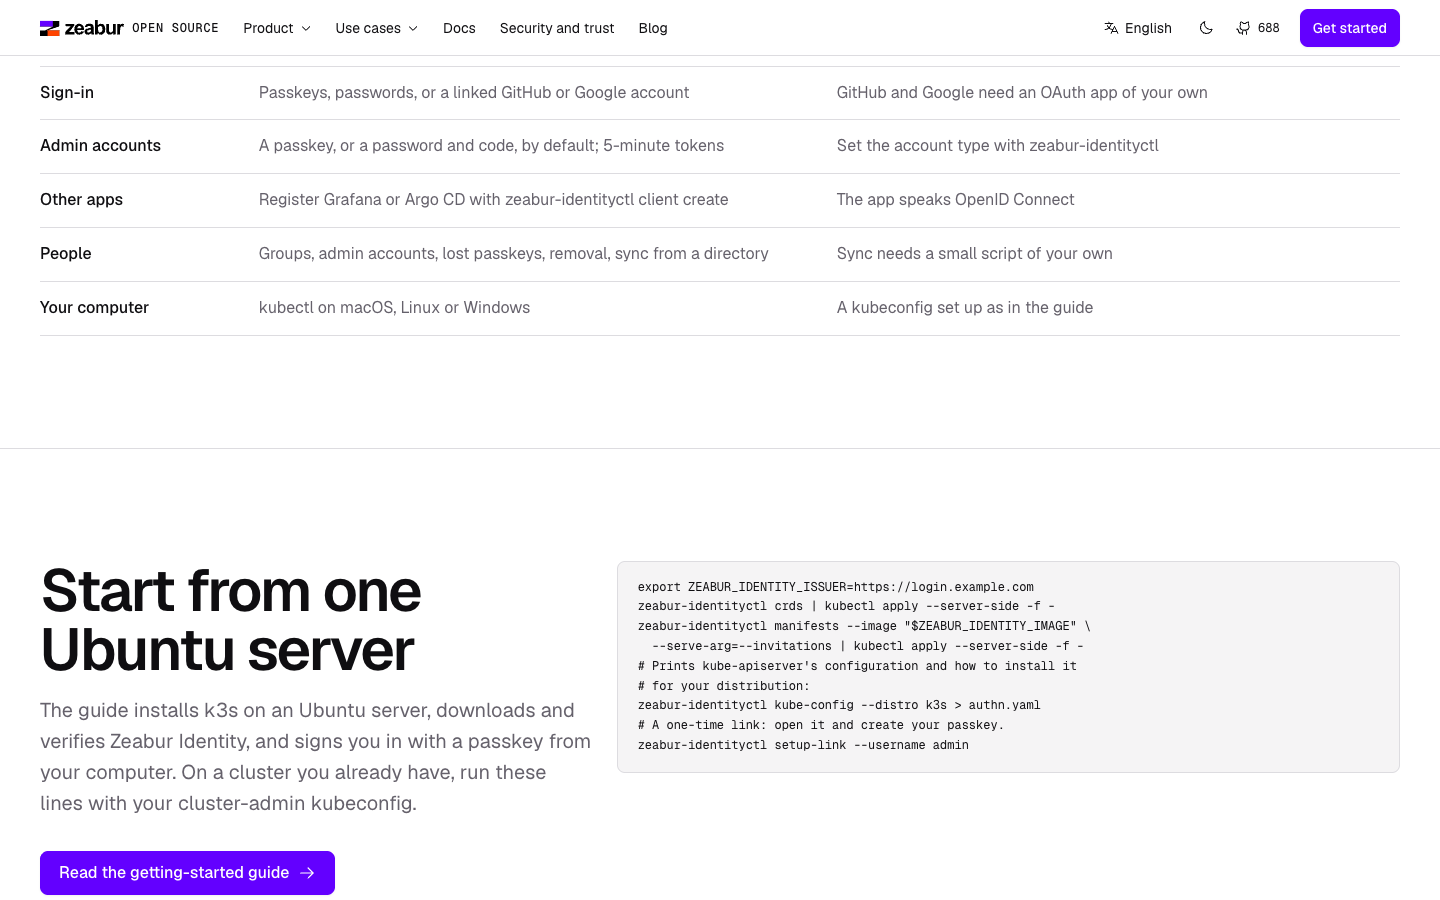 zeabur OPEN SOURCE Product Use cases Docs Security and trust Blog English 688 Get started
Sign-in Passkeys, passwords, or a linked GitHub or Google account GitHub and Google need an OAuth app of your own
Admin accounts A passkey, or a password and code, by default; 5-minute tokens Set the account type with zeabur-identityctl
Other apps Register Grafana or Argo CD with zeabur-identityctl client create The app speaks OpenID Connect
People Groups, admin accounts, lost passkeys, removal, sync from a directory Sync needs a small script of your own
Your computer kubectl on macOS, Linux or Windows A kubeconfig set up as in the guide
Start from one
Ubuntu server
The guide installs k3s on an Ubuntu server, downloads and
verifies Zeabur Identity, and signs you in with a passkey from
your computer. On a cluster you already have, run these
lines with your cluster-admin kubeconfig.
Read the getting-started guide
export ZEABUR_IDENTITY_ISSUER=https://login.example.com
zeabur-identityctl crds | kubectl apply --server-side -f -
zeabur-identityctl manifests --image "$ZEABUR_IDENTITY_IMAGE" \
  --serve-arg=--invitations | kubectl apply --server-side -f -
# Prints kube-apiserver's configuration and how to install it
# for your distribution:
zeabur-identityctl kube-config --distro k3s > authn.yaml
# A one-time link: open it and create your passkey.
zeabur-identityctl setup-link --username admin